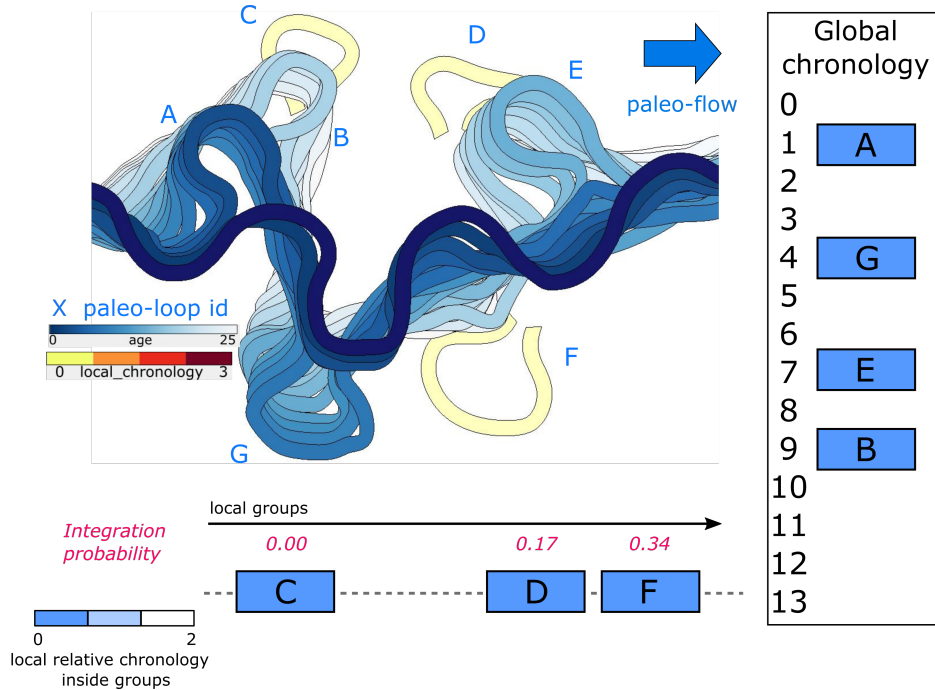 C
D
E
A
B
paleo-flow
X paleo-loop id
0 age 25
0 local_chronology 3
F
G
local groups
Integration
probability
0.00 0.17 0.34
C D F
0 2
local relative chronology
inside groups
Global
chronology
0
1 A
2
3
4 G
5
6
7 E
8
9 B
10
11
12
13